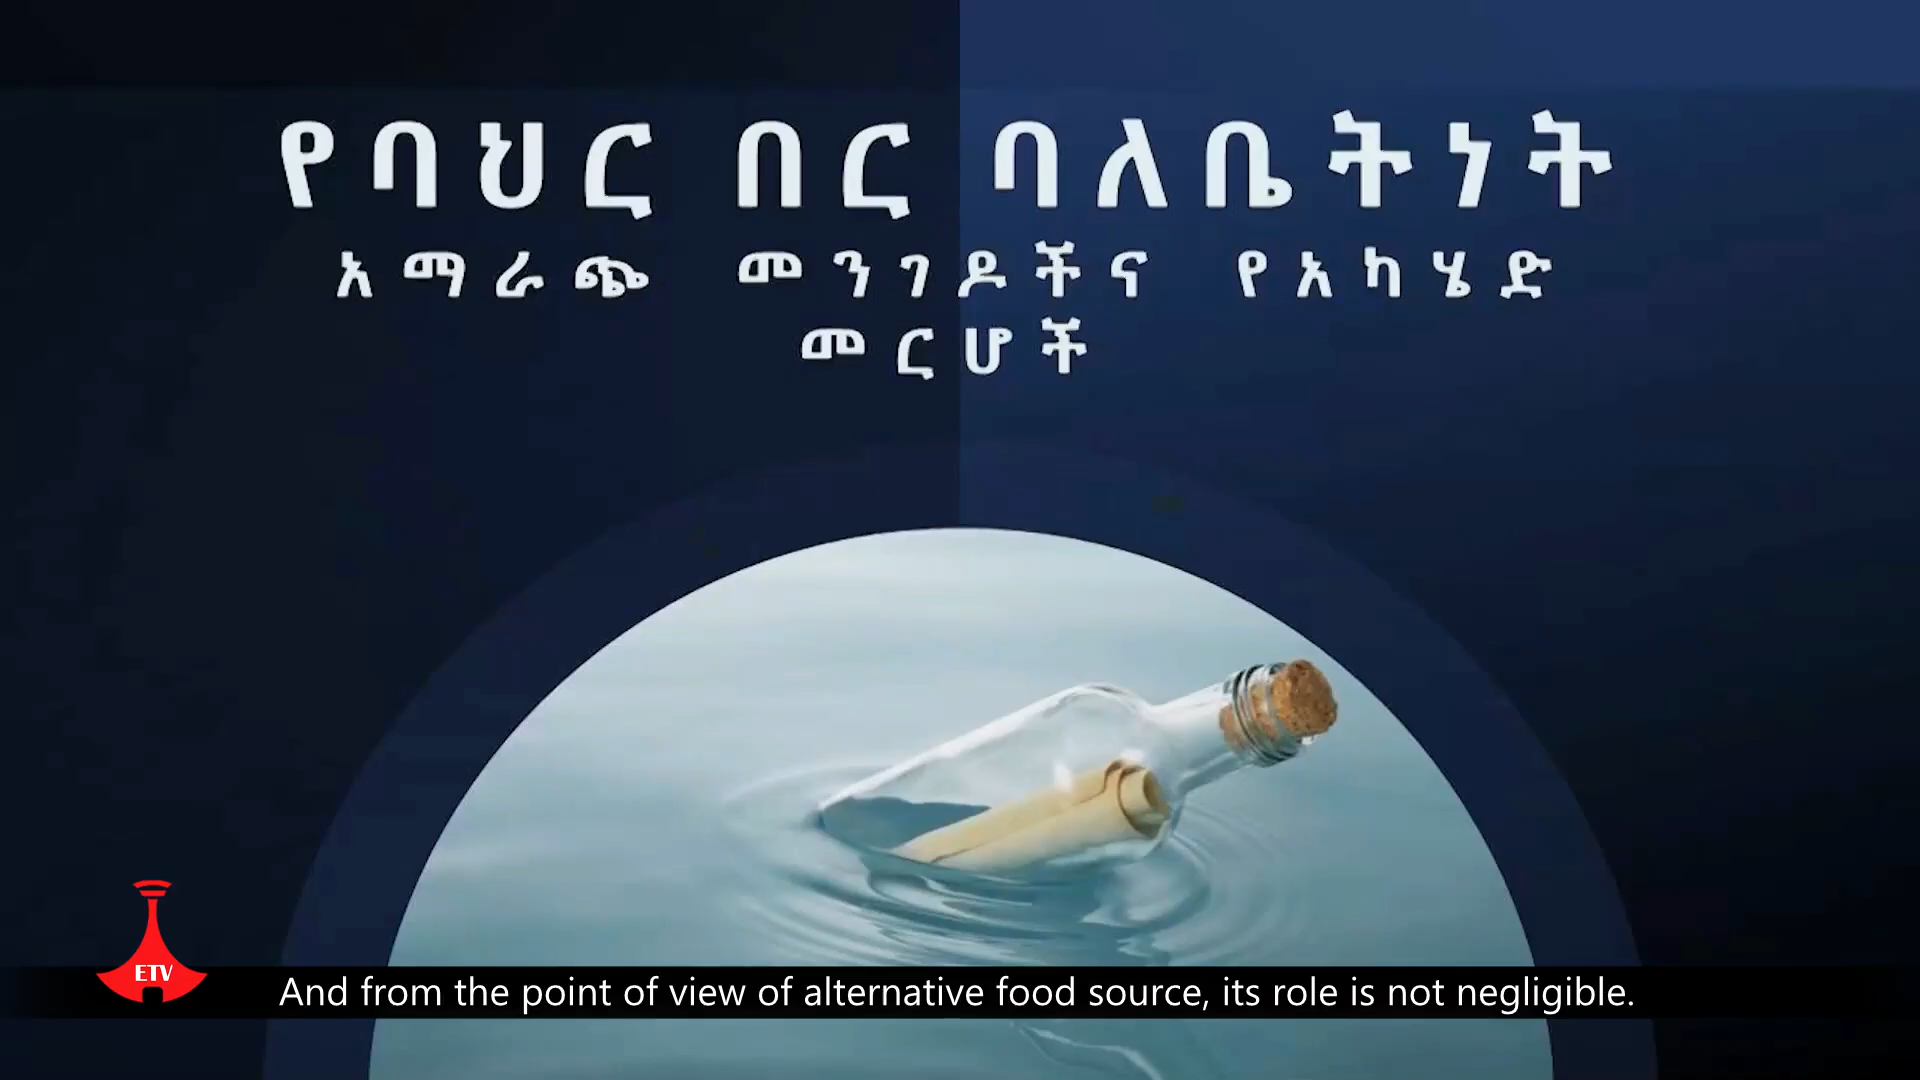 የባህር በር ባለቤትነት
አማራጭ መንገዶችና የአካሄድ
መርሆች
ETV
And from the point of view of alternative food source, its role is not negligible.